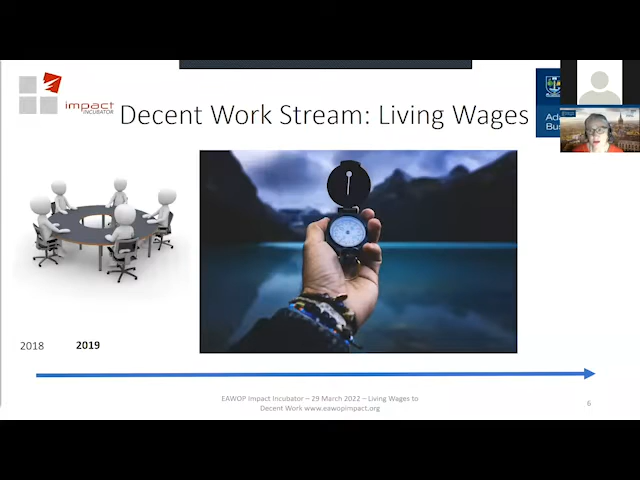 impact
INCUBATOR
Decent Work Stream: Living Wages
2018
2019
EAWOP Impact Incubator – 29 March 2022 – Living Wages to
Decent Work www.eawopimpact.org
6